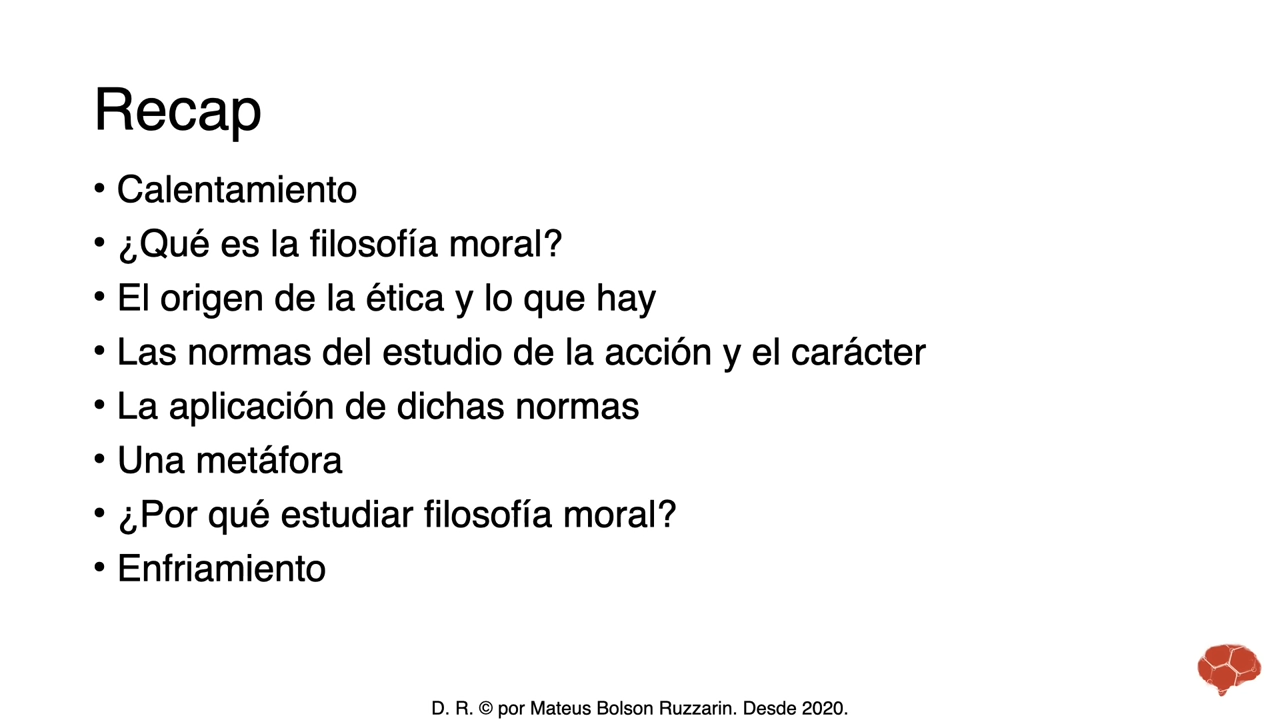 Recap
• Calentamiento
• ¿Qué es la filosofía moral?
• El origen de la ética y lo que hay
• Las normas del estudio de la acción y el carácter
• La aplicación de dichas normas
• Una metáfora
• ¿Por qué estudiar filosofía moral?
• Enfriamiento
D. R. © por Mateus Bolson Ruzzarin. Desde 2020.